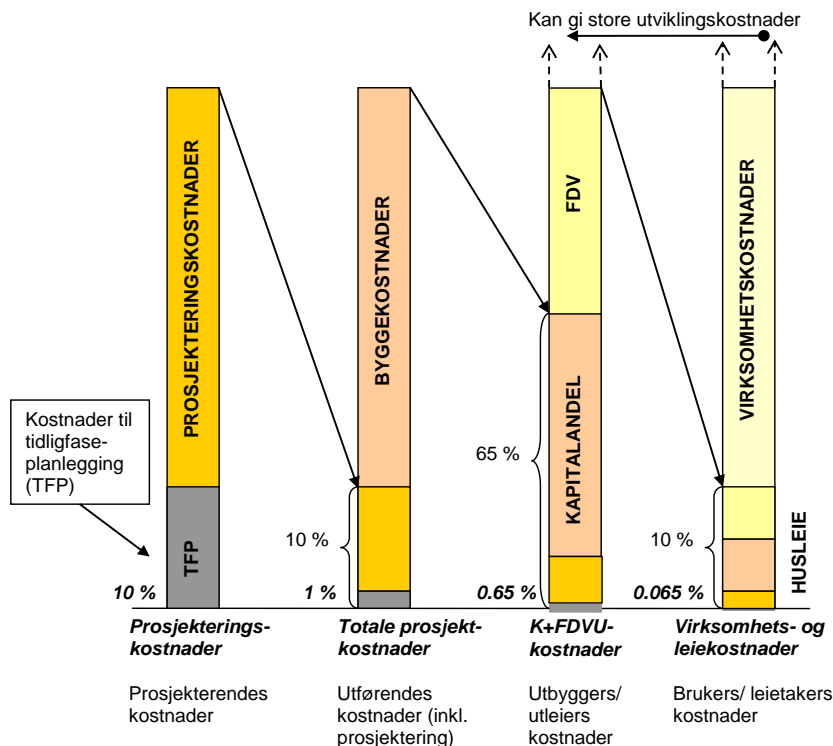 Kan gi store utviklingskostnader
PROSJEKTERINGSKOSTNADER
TFP
BYGGEKOSTNADER
FDV
KAPITALANDEL
VIRKSOMHETSKOSTNADER
HUSLEIE
Kostnader til
tidligfase-
planlegging
(TFP)
65 %
10 %
10 %
10 %
1 %
0.65 %
0.065 %
Prosjekterings-
kostnader
Totale prosjekt-
kostnader
K+FDVU-
kostnader
Virksomhets- og
leiekostnader
Prosjekterendes
kostnader
Utførendes
kostnader (inkl.
prosjektering)
Utbyggers/
utleiers
kostnader
Brukers/ leietakers
kostnader